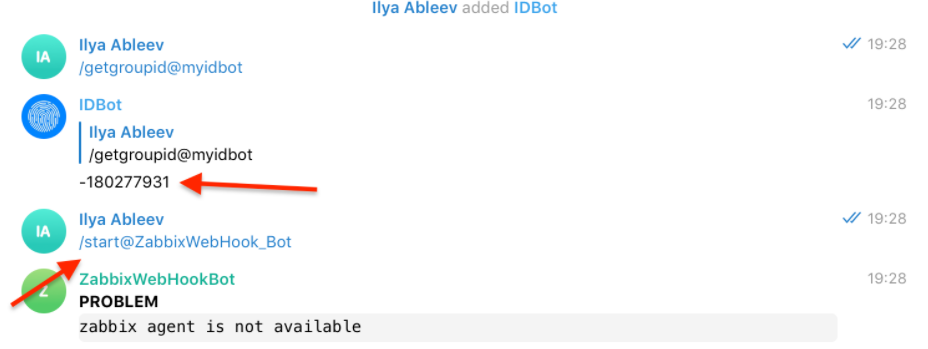 Ilya Ableev added IDBot
IA
Ilya Ableev
19:28
/getgroupid@myidbot
IDBot
19:28
Ilya Ableev
/getgroupid@myidbot
-180277931
IA
Ilya Ableev
19:28
/start@ZabbixWebHook_Bot
Z
ZabbixWebHookBot
19:28
PROBLEM
zabbix agent is not available